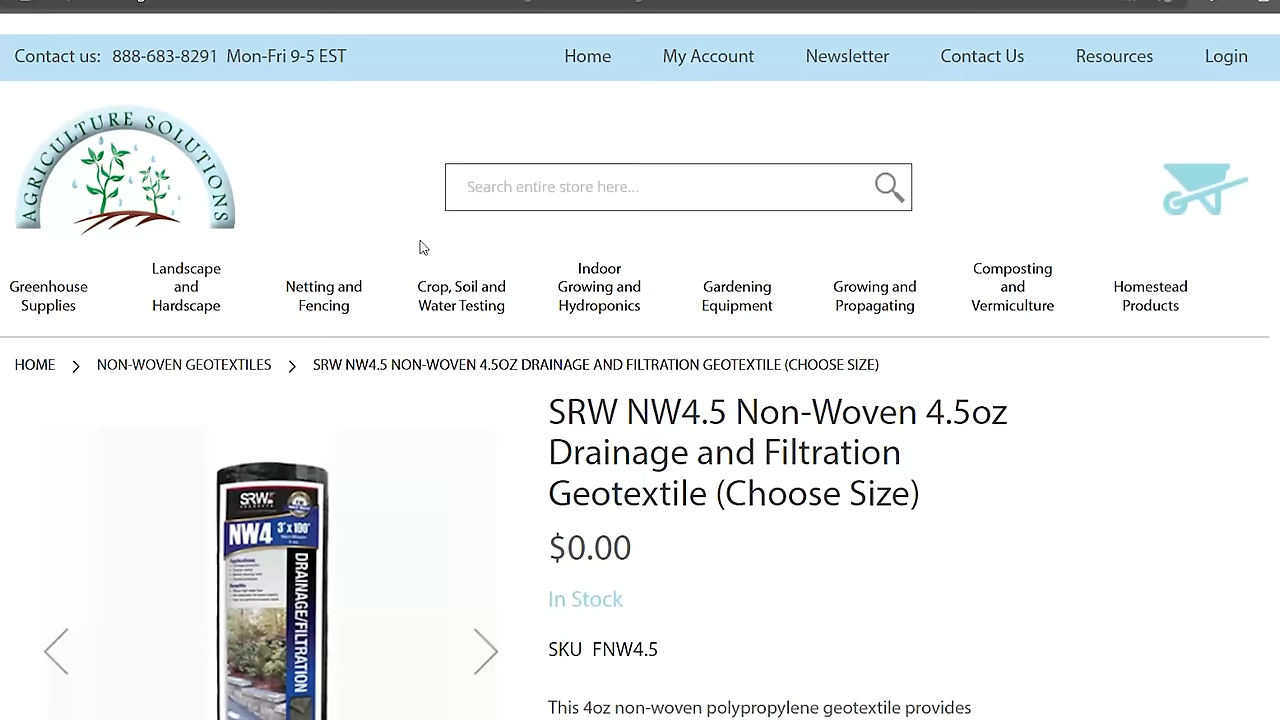 Contact us: 888-683-8291 Mon-Fri 9-5 EST
Home
My Account
Newsletter
Contact Us
Resources
Login
AGRICULTURE SOLUTIONS
Search entire store here...
Greenhouse
Supplies
Landscape
and
Hardscape
Netting and
Fencing
Crop, Soil and
Water Testing
Indoor
Growing and
Hydroponics
Gardening
Equipment
Growing and
Propagating
Composting
and
Vermiculture
Homestead
Products
HOME
NON-WOVEN GEOTEXTILES
SRW NW4.5 NON-WOVEN 4.5OZ DRAINAGE AND FILTRATION GEOTEXTILE (CHOOSE SIZE)
SRW NW4.5 Non-Woven 4.5oz
Drainage and Filtration
Geotextile (Choose Size)
$0.00
In Stock
SKU FNW4.5
This 4oz non-woven polypropylene geotextile provides
SRW
PRODUCTS
NW4
3' x 100'
DRAINAGE/FILTRATION